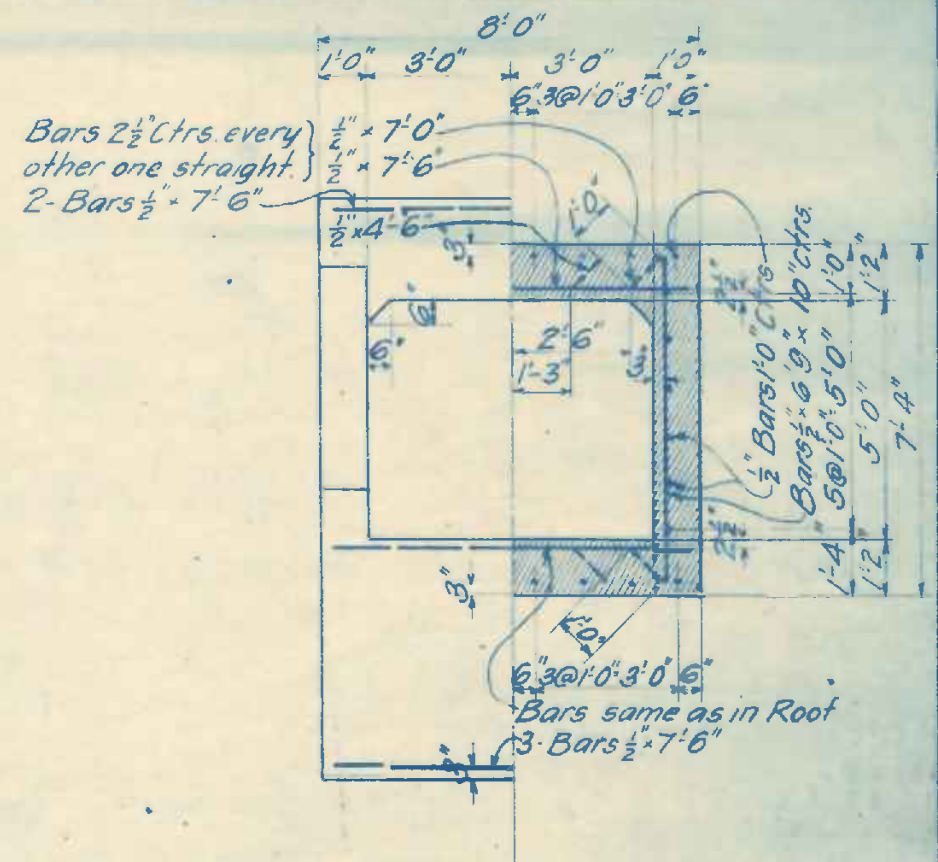 8'-0"
1'-0" 3'-0" 3'-0" 1'-0"
6" 3@1'-0"-3'-0" 6"
Bars 2½" Ctrs. every
other one straight.
½" × 7'-0"
½" × 7'-6"
2-Bars ½" × 7'-6"
½" × 4'-6"
3"
1'-0"
6"
6"
2'-6"
1'-3"
3"
½" Bars 1'-0" Ctrs
Bars ½" × 6'-9" × 10" Ctrs.
2½"
5@1'-0"-5'-0"
1'-0"
1'-2"
5'-0"
7'-4"
2½"
1'-4"
1'-2"
3"
1'-0"
6" 3@1'-0"-3'-0" 6"
Bars same as in Roof
3-Bars ½" × 7'-6"
3"